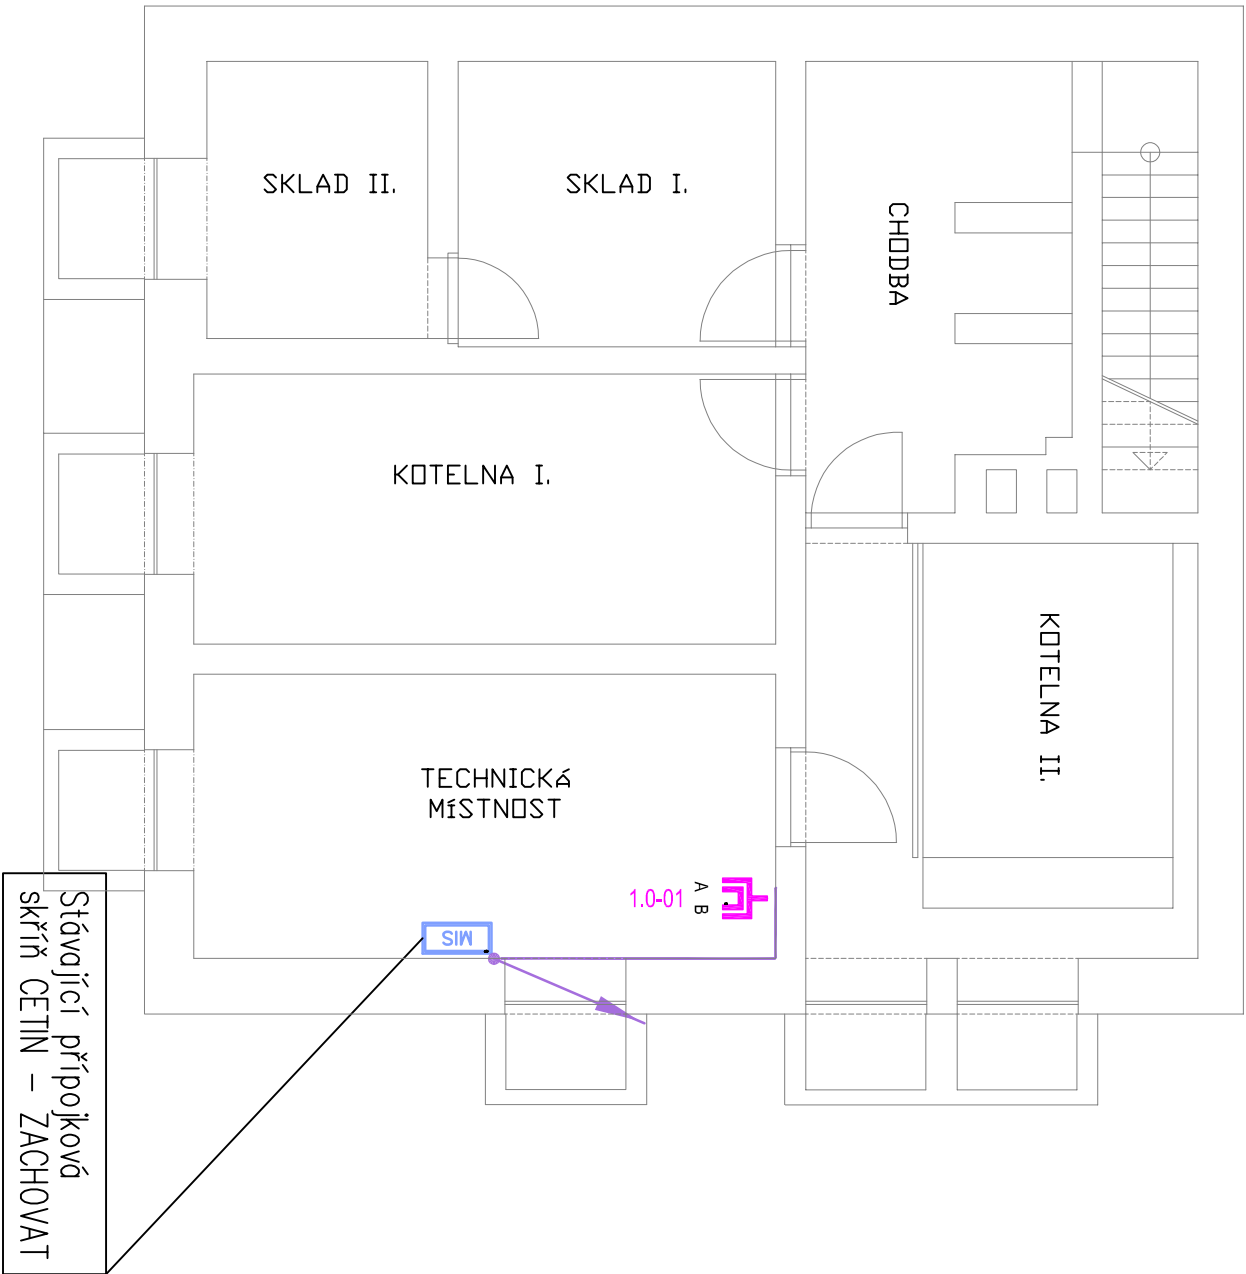 SKLAD II.
SKLAD I.
CHODBA
KOTELNA I.
KOTELNA II.
TECHNICKÁ
MÍSTNOST
1.0-01
A B
MIS
Stávající přípojková
skříň CETIN - ZACHOVAT